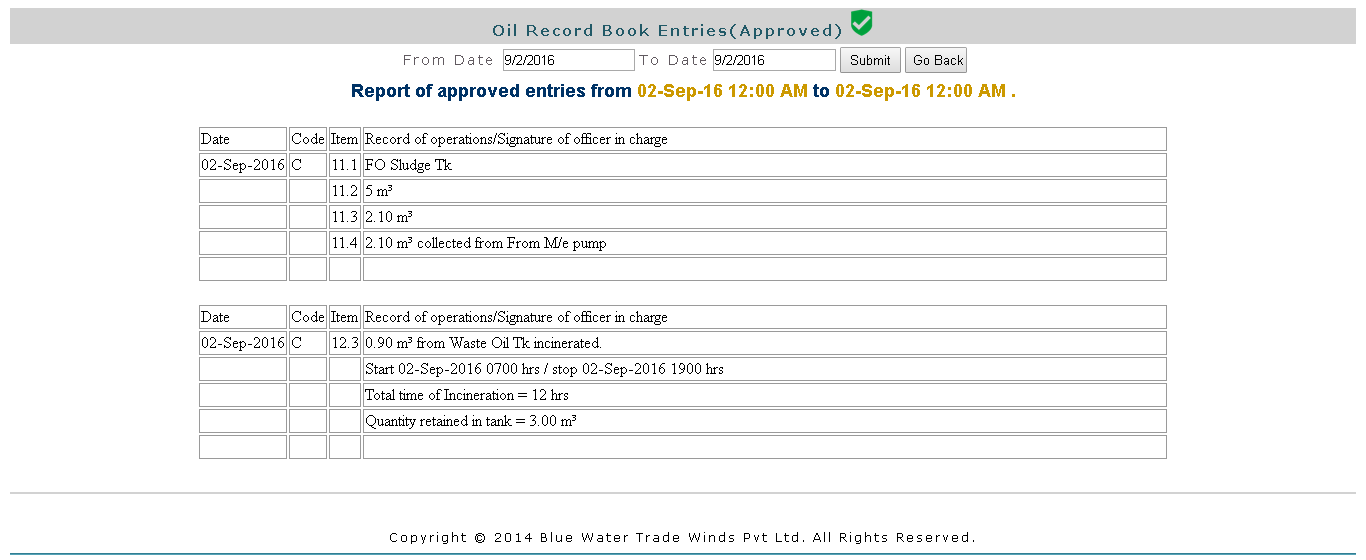 Oil Record Book Entries(Approved)
From Date 9/2/2016 To Date 9/2/2016 Submit Go Back
Report of approved entries from 02-Sep-16 12:00 AM to 02-Sep-16 12:00 AM .
Date Code Item Record of operations/Signature of officer in charge
02-Sep-2016 C 11.1 FO Sludge Tk
11.2 5 m³
11.3 2.10 m³
11.4 2.10 m³ collected from From M/e pump
Date Code Item Record of operations/Signature of officer in charge
02-Sep-2016 C 12.3 0.90 m³ from Waste Oil Tk incinerated.
Start 02-Sep-2016 0700 hrs / stop 02-Sep-2016 1900 hrs
Total time of Incineration = 12 hrs
Quantity retained in tank = 3.00 m³
Copyright © 2014 Blue Water Trade Winds Pvt Ltd. All Rights Reserved.